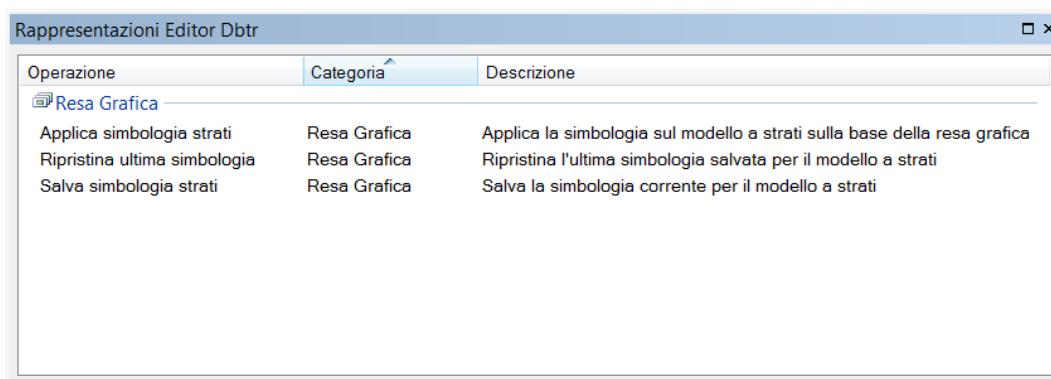 Rappresentazioni Editor Dbtr
Operazione Categoria Descrizione
Resa Grafica
Applica simbologia strati Resa Grafica Applica la simbologia sul modello a strati sulla base della resa grafica
Ripristina ultima simbologia Resa Grafica Ripristina l'ultima simbologia salvata per il modello a strati
Salva simbologia strati Resa Grafica Salva la simbologia corrente per il modello a strati